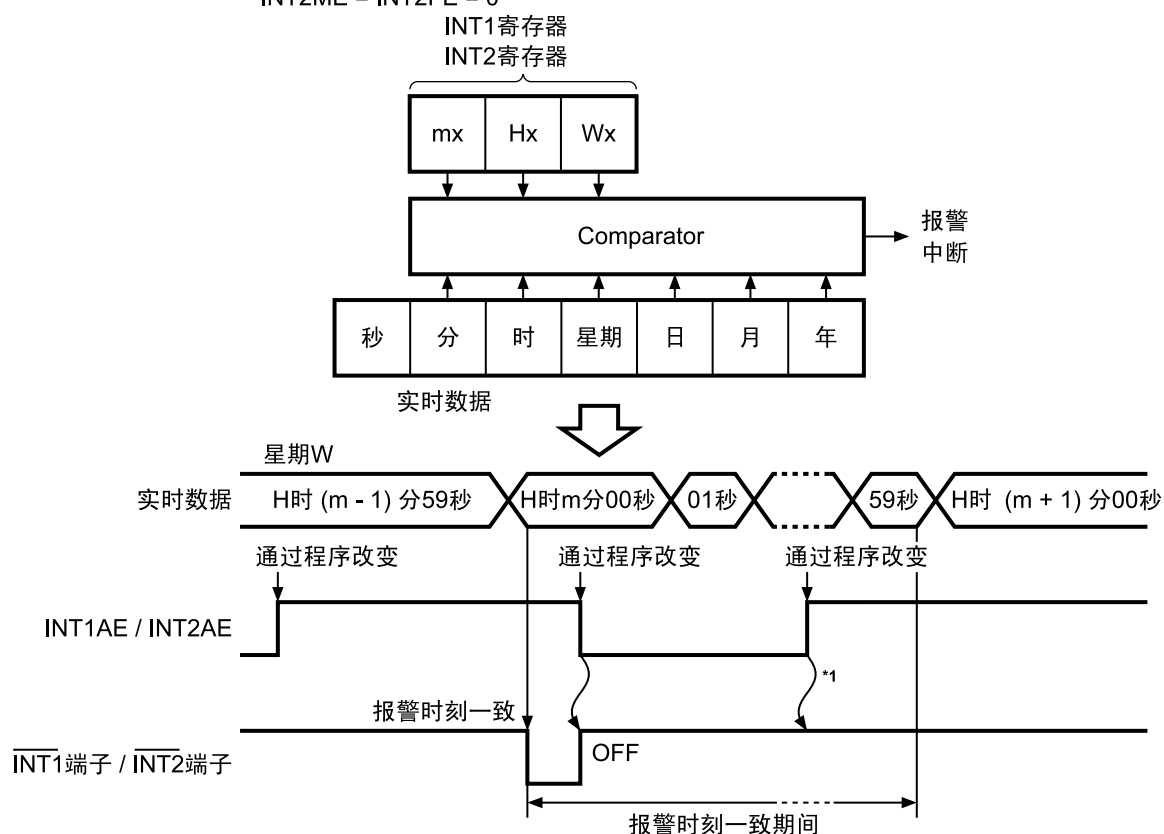 INT2ME = INT2FE = 0
INT1寄存器
INT2寄存器
mx Hx Wx
Comparator
报警
中断
秒 分 时 星期 日 月 年
实时数据
星期W
实时数据
H时 (m - 1) 分59秒 H时m分00秒 01秒 59秒 H时 (m + 1) 分00秒
通过程序改变 通过程序改变 通过程序改变
INT1AE / INT2AE
*1
报警时刻一致
INT1端子 / INT2端子
OFF
报警时刻一致期间